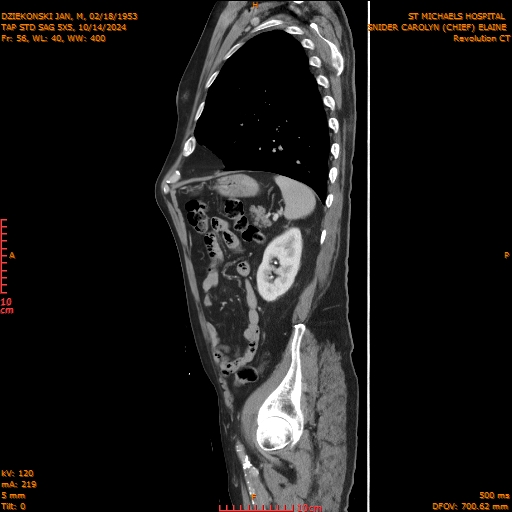 DZIEKONSKI JAN, M, 02/18/1953
TAP STD SAG 5X5, 10/14/2024
Fr: 56, WL: 40, WW: 400
H
ST MICHAELS HOSPITAL
SNIDER CAROLYN (CHIEF) ELAINE
Revolution CT
A
P
10
cm
kV: 120
mA: 219
5 mm
Tilt: 0
F
10cm
500 ms
DFOV: 700.62 mm